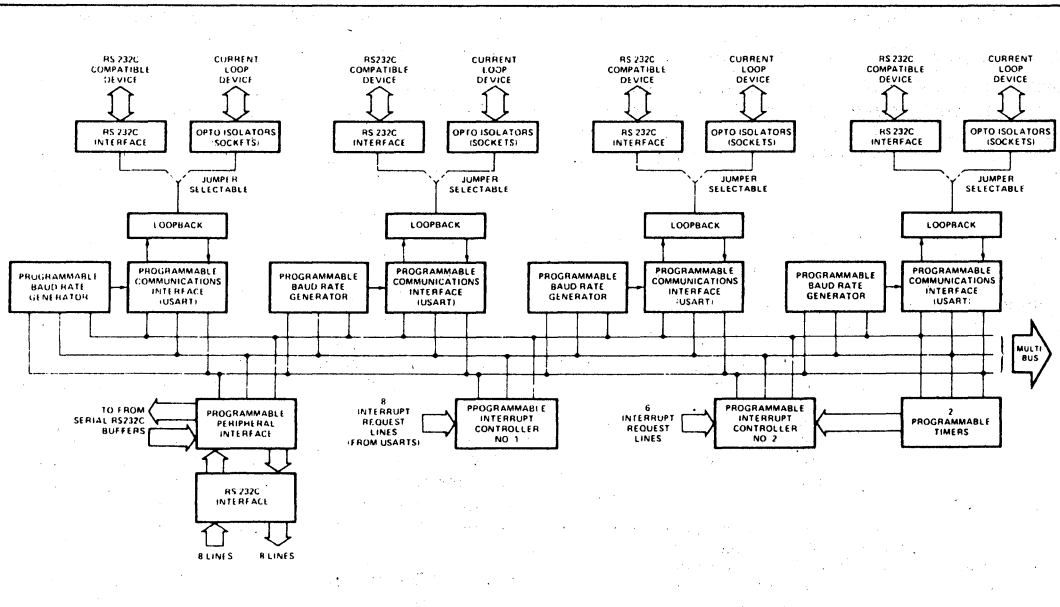 RS 232C
COMPATIBLE
DEVICE
CURRENT
LOOP
DEVICE
RS232C
COMPATIBLE
DEVICE
CURRENT
LOOP
DEVICE
RS 232C
COMPATIBLE
DEVICE
CURRENT
LOOP
DEVICE
RS 232C
COMPATIBLE
DEVICE
CURRENT
LOOP
DEVICE
RS 232C
INTERFACE
OPTO ISOLATORS
(SOCKETS)
RS 232C
INTERFACE
OPTO ISOLATORS
(SOCKETS)
RS 232C
INTERFACE
OPTO ISOLATORS
(SOCKETS)
RS 232C
INTERFACE
OPTO ISOLATORS
(SOCKETS)
JUMPER
SELECTABLE
JUMPER
SELECTABLE
JUMPER
SELECTABLE
JUMPER
SELECTABLE
LOOPBACK
LOOPBACK
LOOPBACK
LOOPBACK
PROGRAMMABLE
BAUD RATE
GENERATOR
PROGRAMMABLE
COMMUNICATIONS
INTERFACE
(USART)
PROGRAMMABLE
BAUD RATE
GENERATOR
PROGRAMMABLE
COMMUNICATIONS
INTERFACE
(USART)
PROGRAMMABLE
BAUD RATE
GENERATOR
PROGRAMMABLE
COMMUNICATIONS
INTERFACE
(USART)
PROGRAMMABLE
BAUD RATE
GENERATOR
PROGRAMMABLE
COMMUNICATIONS
INTERFACE
(USART)
MULTI
BUS
TO FROM
SERIAL RS232C
BUFFERS
PROGRAMMABLE
PERIPHERAL
INTERFACE
8
INTERRUPT
REQUEST
LINES
(FROM USARTS)
PROGRAMMABLE
INTERRUPT
CONTROLLER
NO 1
6
INTERRUPT
REQUEST
LINES
PROGRAMMABLE
INTERRUPT
CONTROLLER
NO 2
2
PROGRAMMABLE
TIMERS
RS 232C
INTERFACE
8 LINES
8 LINES